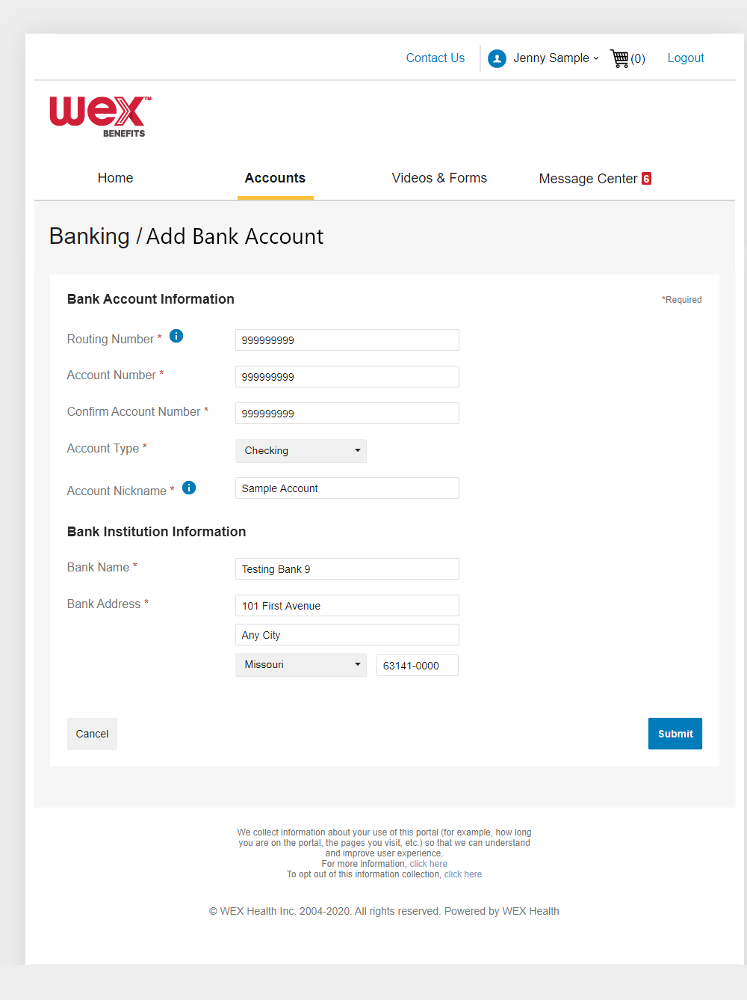 Contact Us Jenny Sample (0) Logout
wex™
BENEFITS
Home Accounts Videos & Forms Message Center 6
Banking / Add Bank Account
Bank Account Information *Required
Routing Number * i 999999999
Account Number * 999999999
Confirm Account Number * 999999999
Account Type * Checking
Account Nickname * i Sample Account
Bank Institution Information
Bank Name * Testing Bank 9
Bank Address * 101 First Avenue
Any City
Missouri 63141-0000
Cancel Submit
We collect information about your use of this portal (for example, how long
you are on the portal, the pages you visit, etc.) so that we can understand
and improve user experience.
For more information, click here
To opt out of this information collection, click here
© WEX Health Inc. 2004-2020. All rights reserved. Powered by WEX Health